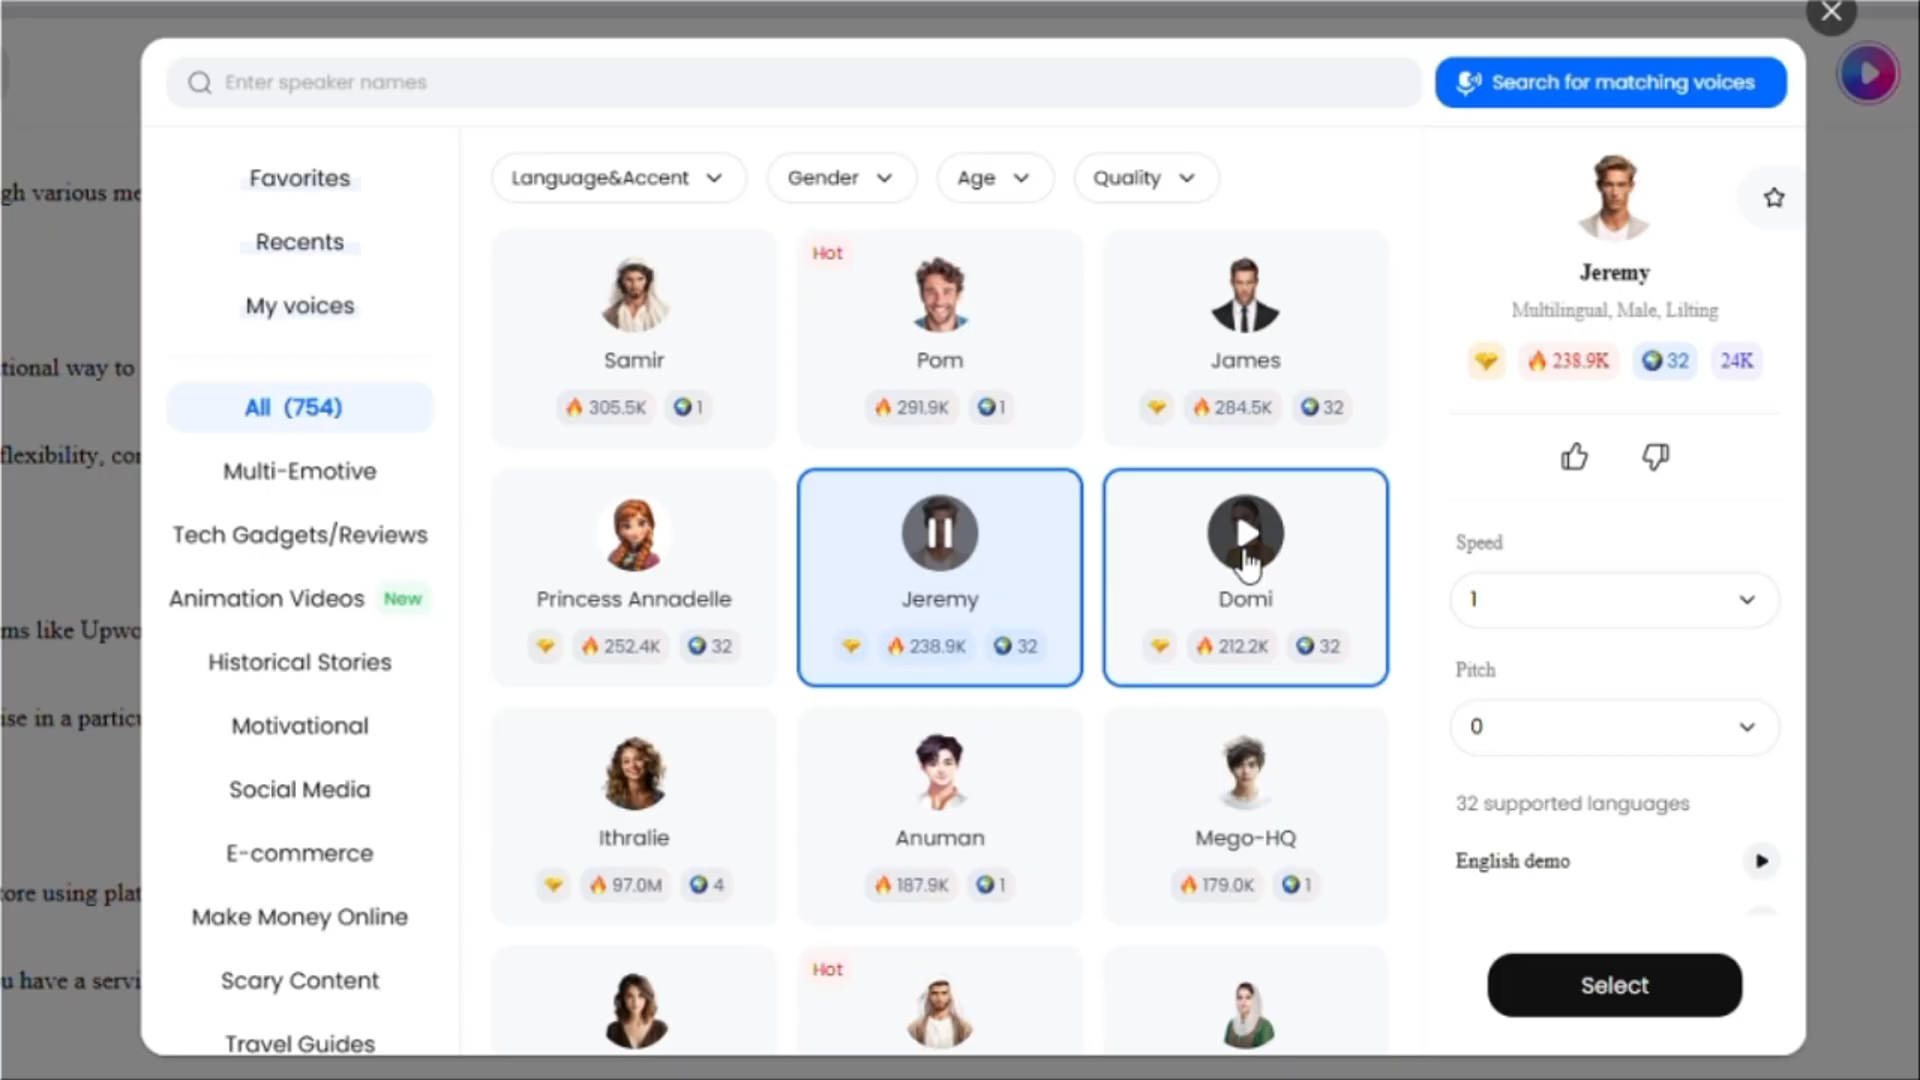 Enter speaker names
Search for matching voices
Favorites
Recents
My voices
All (754)
Multi-Emotive
Tech Gadgets/Reviews
Animation Videos New
Historical Stories
Motivational
Social Media
E-commerce
Make Money Online
Scary Content
Travel Guides
Language&Accent
Gender
Age
Quality
Samir
305.5K 1
Hot
Pom
291.9K 1
James
284.5K 32
Princess Annadelle
252.4K 32
Jeremy
238.9K 32
Domi
212.2K 32
Ithralie
97.0M 4
Anuman
187.9K 1
Mego-HQ
179.0K 1
Hot
Jeremy
Multilingual, Male, Lilting
238.9K 32 24K
Speed
1
Pitch
0
32 supported languages
English demo
Select
gh various me
tional way to
flexibility, con
ms like Upwo
ise in a particu
ore using plat
u have a servi